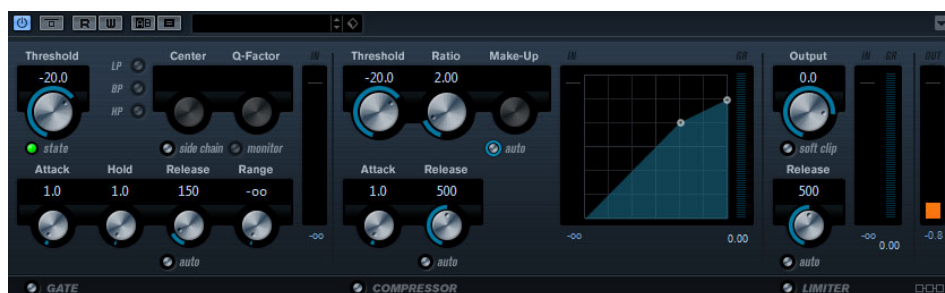 R W AB
Threshold Center Q-Factor IN Threshold Ratio Make-Up IN GR Output IN GR OUT
-20.0 LP -20.0 2.00 0.0
BP
HP
state side chain monitor auto soft clip
Attack Hold Release Range Attack Release Release
1.0 1.0 150 -oo 1.0 500 500
-oo -oo 0.00 -oo 0.00 -0.8
auto auto auto
GATE COMPRESSOR LIMITER